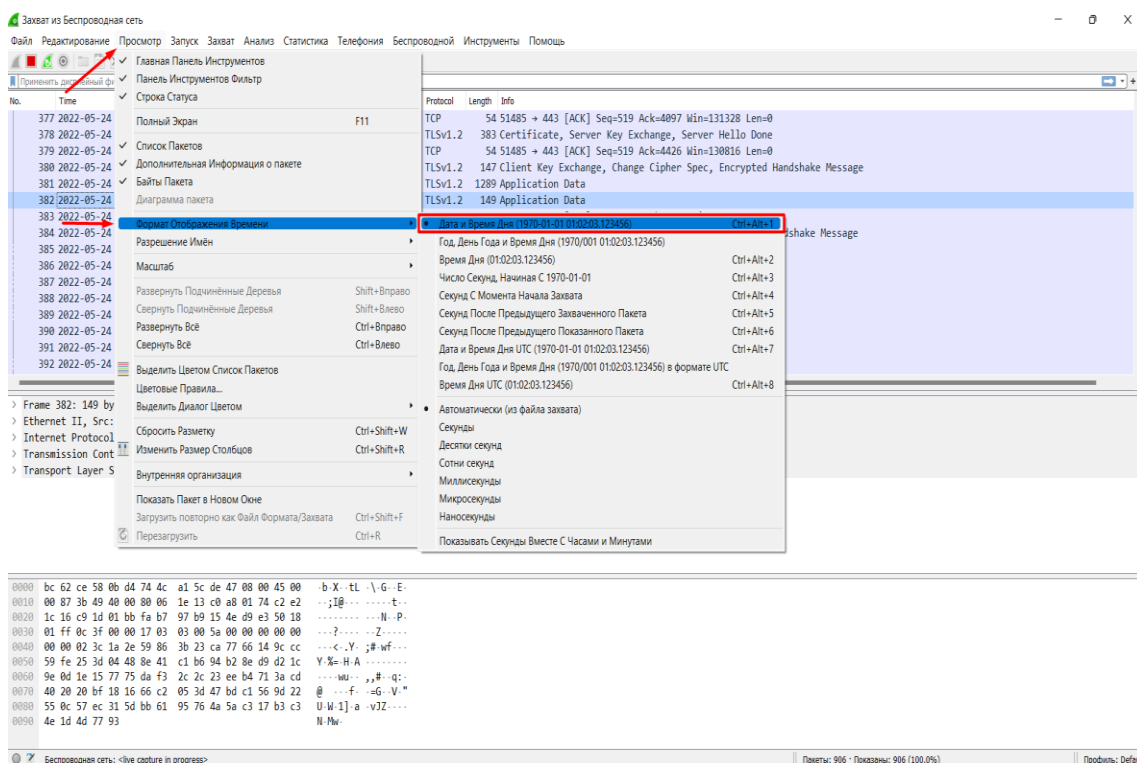 Захват из Беспроводная сеть
Файл Редактирование Просмотр Запуск Захват Анализ Статистика Телефония Беспроводной Инструменты Помощь
Применить дисплейный
No. Time Protocol Length Info
377 2022-05-24 TCP 54 51485 → 443 [ACK] Seq=519 Ack=4097 Win=131328 Len=0
378 2022-05-24 TLSv1.2 383 Certificate, Server Key Exchange, Server Hello Done
379 2022-05-24 TCP 54 51485 → 443 [ACK] Seq=519 Ack=4426 Win=130816 Len=0
380 2022-05-24 TLSv1.2 147 Client Key Exchange, Change Cipher Spec, Encrypted Handshake Message
381 2022-05-24 TLSv1.2 1289 Application Data
382 2022-05-24 TLSv1.2 149 Application Data
383 2022-05-24
384 2022-05-24 dshake Message
385 2022-05-24
386 2022-05-24
387 2022-05-24
388 2022-05-24
389 2022-05-24
390 2022-05-24
391 2022-05-24
392 2022-05-24
Главная Панель Инструментов
Панель Инструментов Фильтр
Строка Статуса
Полный Экран F11
Список Пакетов
Дополнительная Информация о пакете
Байты Пакета
Диаграмма пакета
Формат Отображения Времени
Разрешение Имён
Масштаб
Развернуть Подчинённые Деревья Shift+Вправо
Свернуть Подчинённые Деревья Shift+Влево
Развернуть Всё Ctrl+Вправо
Свернуть Всё Ctrl+Влево
Выделить Цветом Список Пакетов
Цветовые Правила...
Выделить Диалог Цветом
Сбросить Разметку Ctrl+Shift+W
Изменить Размер Столбцов Ctrl+Shift+R
Внутренняя организация
Показать Пакет в Новом Окне
Загрузить повторно как Файл Формата/Захвата Ctrl+Shift+F
Перезагрузить Ctrl+R
Дата и Время Дня (1970-01-01 01:02:03.123456) Ctrl+Alt+1
Год, День Года и Время Дня (1970/001 01:02:03.123456)
Время Дня (01:02:03.123456) Ctrl+Alt+2
Число Секунд, Начиная С 1970-01-01 Ctrl+Alt+3
Секунд С Момента Начала Захвата Ctrl+Alt+4
Секунд После Предыдущего Захваченного Пакета Ctrl+Alt+5
Секунд После Предыдущего Показанного Пакета Ctrl+Alt+6
Дата и Время Дня UTC (1970-01-01 01:02:03.123456) Ctrl+Alt+7
Год, День Года и Время Дня (1970/001 01:02:03.123456) в формате UTC
Время Дня UTC (01:02:03.123456) Ctrl+Alt+8
Автоматически (из файла захвата)
Секунды
Десятки секунд
Сотни секунд
Миллисекунды
Микросекунды
Наносекунды
Показывать Секунды Вместе С Часами и Минутами
Frame 382: 149 by
Ethernet II, Src:
Internet Protocol
Transmission Cont
Transport Layer S
0000 bc 62 ce 58 0b d4 74 4c a1 5c de 47 08 00 45 00 ·b·X··tL ·\·G··E·
0010 00 87 3b 49 40 00 80 06 1e 13 c0 a8 01 74 c2 e2 ··;I@··· ·····t··
0020 1c 16 c9 1d 01 bb fa b7 97 b9 15 4e d9 e3 50 18 ········ ···N··P·
0030 01 ff 0c 3f 00 00 17 03 03 00 5a 00 00 00 00 00 ···?···· ··Z·····
0040 00 00 02 3c 1a 2e 59 86 3b 23 ca 77 66 14 9c cc ···<·.Y· ;#·wf···
0050 59 fe 25 3d 04 48 8e 41 c1 b6 94 b2 8e d9 d2 1c Y·%=·H·A ········
0060 9e 0d 1e 15 77 75 da f3 2c 2c 23 ee b4 71 3a cd ····wu·· ,,#··q:·
0070 40 20 20 bf 18 16 66 c2 05 3d 47 bd c1 56 9d 22 @  ···f· ·=G··V·"
0080 55 0c 57 ec 31 5d bb 61 95 76 4a 5a c3 17 b3 c3 U·W·1]·a ·vJZ····
0090 4e 1d 4d 77 93 N·Mw·
Беспроводная сеть: <live capture in progress> Пакеты: 906 · Показаны: 906 (100.0%) Профиль: Defa